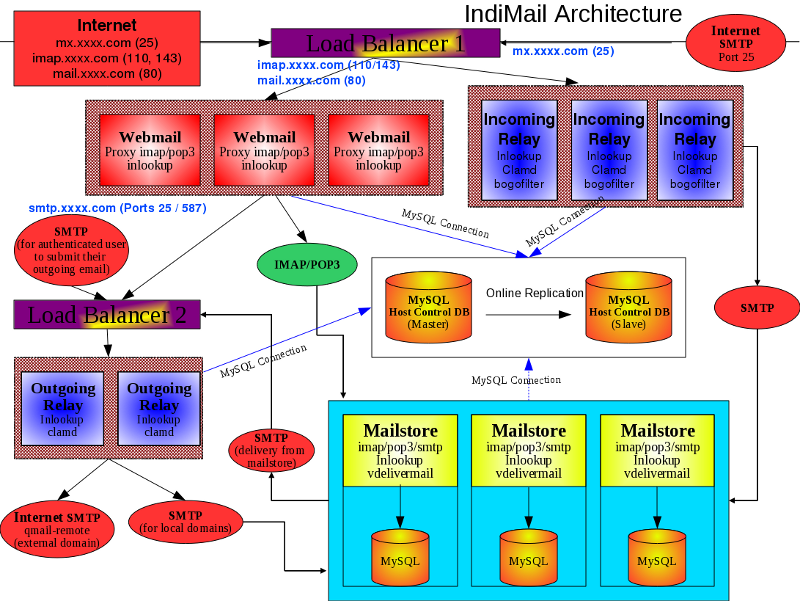 IndiMail Architecture
Internet
mx.xxxx.com (25)
imap.xxxx.com (110, 143)
mail.xxxx.com (80)
Load Balancer 1
mx.xxxx.com (25)
Internet
SMTP
Port 25
imap.xxxx.com (110/143)
mail.xxxx.com (80)
Webmail
Proxy imap/pop3
inlookup
Webmail
Proxy imap/pop3
inlookup
Webmail
Proxy imap/pop3
inlookup
Incoming
Relay
Inlookup
Clamd
bogofilter
Incoming
Relay
Inlookup
Clamd
bogofilter
Incoming
Relay
Inlookup
Clamd
bogofilter
smtp.xxxx.com (Ports 25 / 587)
SMTP
(for authenticated user
to submit their
outgoing email)
MySQL Connection
MySQL Connection
IMAP/POP3
MySQL
Host Control DB
(Master)
Online Replication
MySQL
Host Control DB
(Slave)
SMTP
Load Balancer 2
MySQL Connection
MySQL Connection
Outgoing
Relay
Inlookup
clamd
Outgoing
Relay
Inlookup
clamd
SMTP
(delivery from
mailstore)
Mailstore
imap/pop3/smtp
Inlookup
vdelivermail
Mailstore
imap/pop3/smtp
Inlookup
vdelivermail
Mailstore
imap/pop3/smtp
Inlookup
vdelivermail
Internet SMTP
qmail-remote
(external domain)
SMTP
(for local domains)
MySQL
MySQL
MySQL